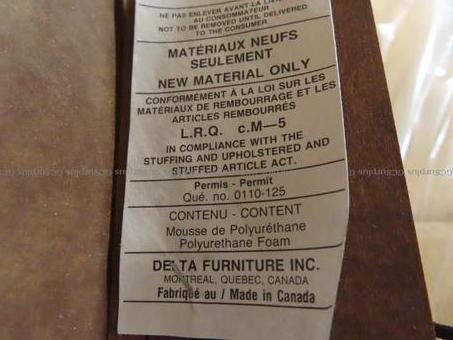 NE PAS ENLEVER AVANT LA
AU CONSOMMATEUR
NOT TO BE REMOVED UNTIL DELIVERED
TO THE CONSUMER
MATÉRIAUX NEUFS
SEULEMENT
NEW MATERIAL ONLY
CONFORMÉMENT À LA LOI SUR LES
MATÉRIAUX DE REMBOURRAGE ET LES
ARTICLES REMBOURRÉS
L.R.Q. c.M—5
IN COMPLIANCE WITH THE
STUFFING AND UPHOLSTERED AND
STUFFED ARTICLE ACT.
Permis - Permit
Qué. no. 0110-125
CONTENU - CONTENT
Mousse de Polyuréthane
Polyurethane Foam
DELTA FURNITURE INC.
MONTREAL, QUEBEC, CANADA
Fabriqué au / Made in Canada
GCSurplus